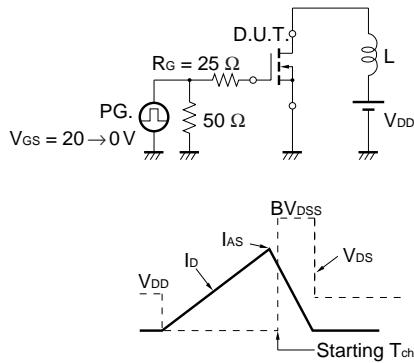 D.U.T.
RG = 25 Ω
L
PG.
50 Ω
VDD
VGS = 20 → 0 V
BVDSS
IAS
ID
VDS
VDD
Starting Tch